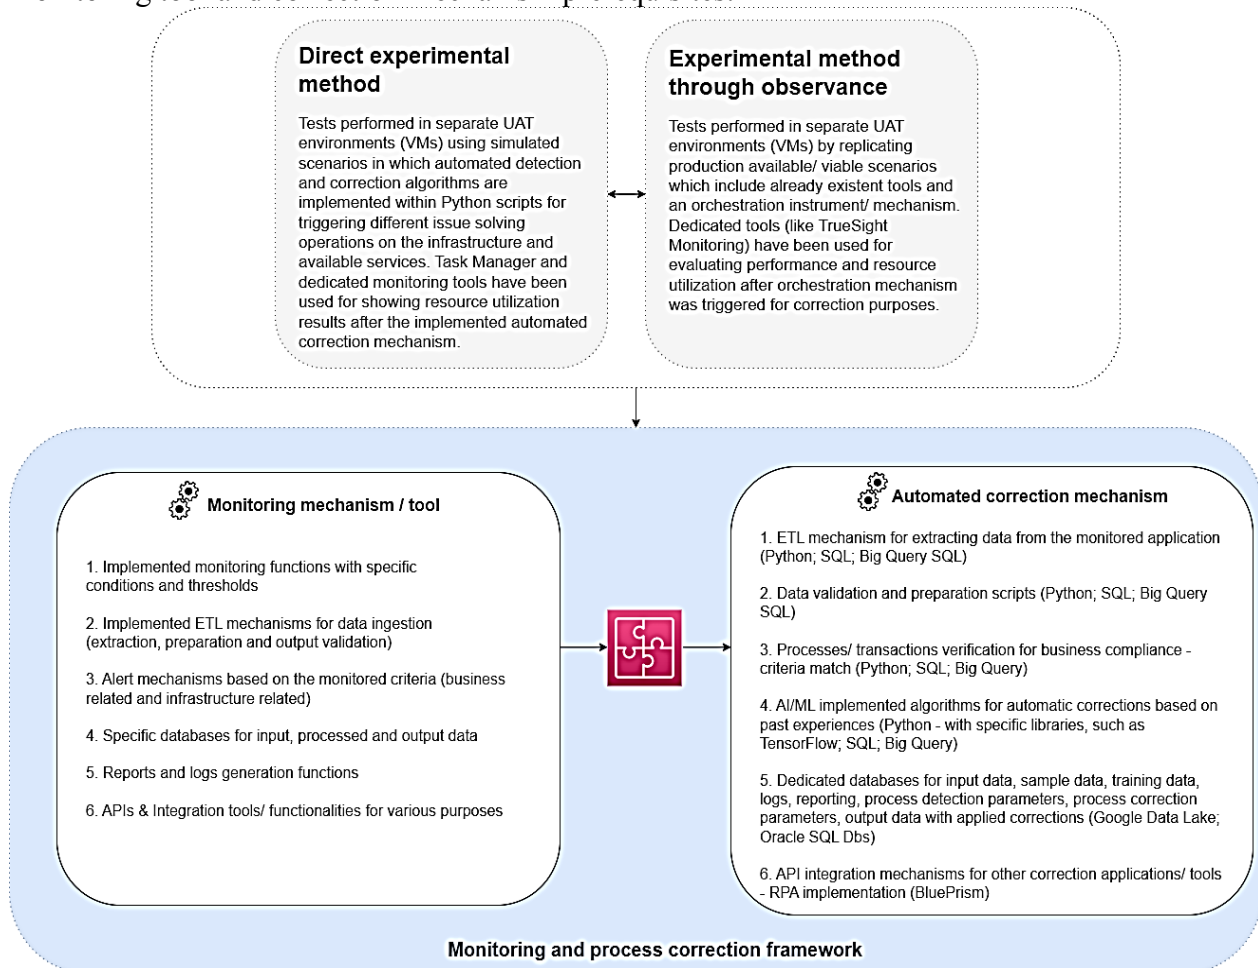 monitoring tool and correction mechanism prerequisites.
Direct experimental
method
Tests performed in separate UAT
environments (VMs) using simulated
scenarios in which automated detection
and correction algorithms are
implemented within Python scripts for
triggering different issue solving
operations on the infrastructure and
available services. Task Manager and
dedicated monitoring tools have been
used for showing resource utilization
results after the implemented automated
correction mechanism.
Experimental method
through observance
Tests performed in separate UAT
environments (VMs) by replicating
production available/ viable scenarios
which include already existent tools and
an orchestration instrument/ mechanism.
Dedicated tools (like TrueSight
Monitoring) have been used for
evaluating performance and resource
utilization after orchestration mechanism
was triggered for correction purposes.
Monitoring mechanism / tool
1. Implemented monitoring functions with specific
conditions and thresholds
2. Implemented ETL mechanisms for data ingestion
(extraction, preparation and output validation)
3. Alert mechanisms based on the monitored criteria (business
related and infrastructure related)
4. Specific databases for input, processed and output data
5. Reports and logs generation functions
6. APIs & Integration tools/ functionalities for various purposes
Automated correction mechanism
1. ETL mechanism for extracting data from the monitored application
(Python; SQL; Big Query SQL)
2. Data validation and preparation scripts (Python; SQL; Big Query
SQL)
3. Processes/ transactions verification for business compliance -
criteria match (Python; SQL; Big Query)
4. AI/ML implemented algorithms for automatic corrections based on
past experiences (Python - with specific libraries, such as
TensorFlow; SQL; Big Query)
5. Dedicated databases for input data, sample data, training data,
logs, reporting, process detection parameters, process correction
parameters, output data with applied corrections (Google Data Lake;
Oracle SQL Dbs)
6. API integration mechanisms for other correction applications/ tools
- RPA implementation (BluePrism)
Monitoring and process correction framework